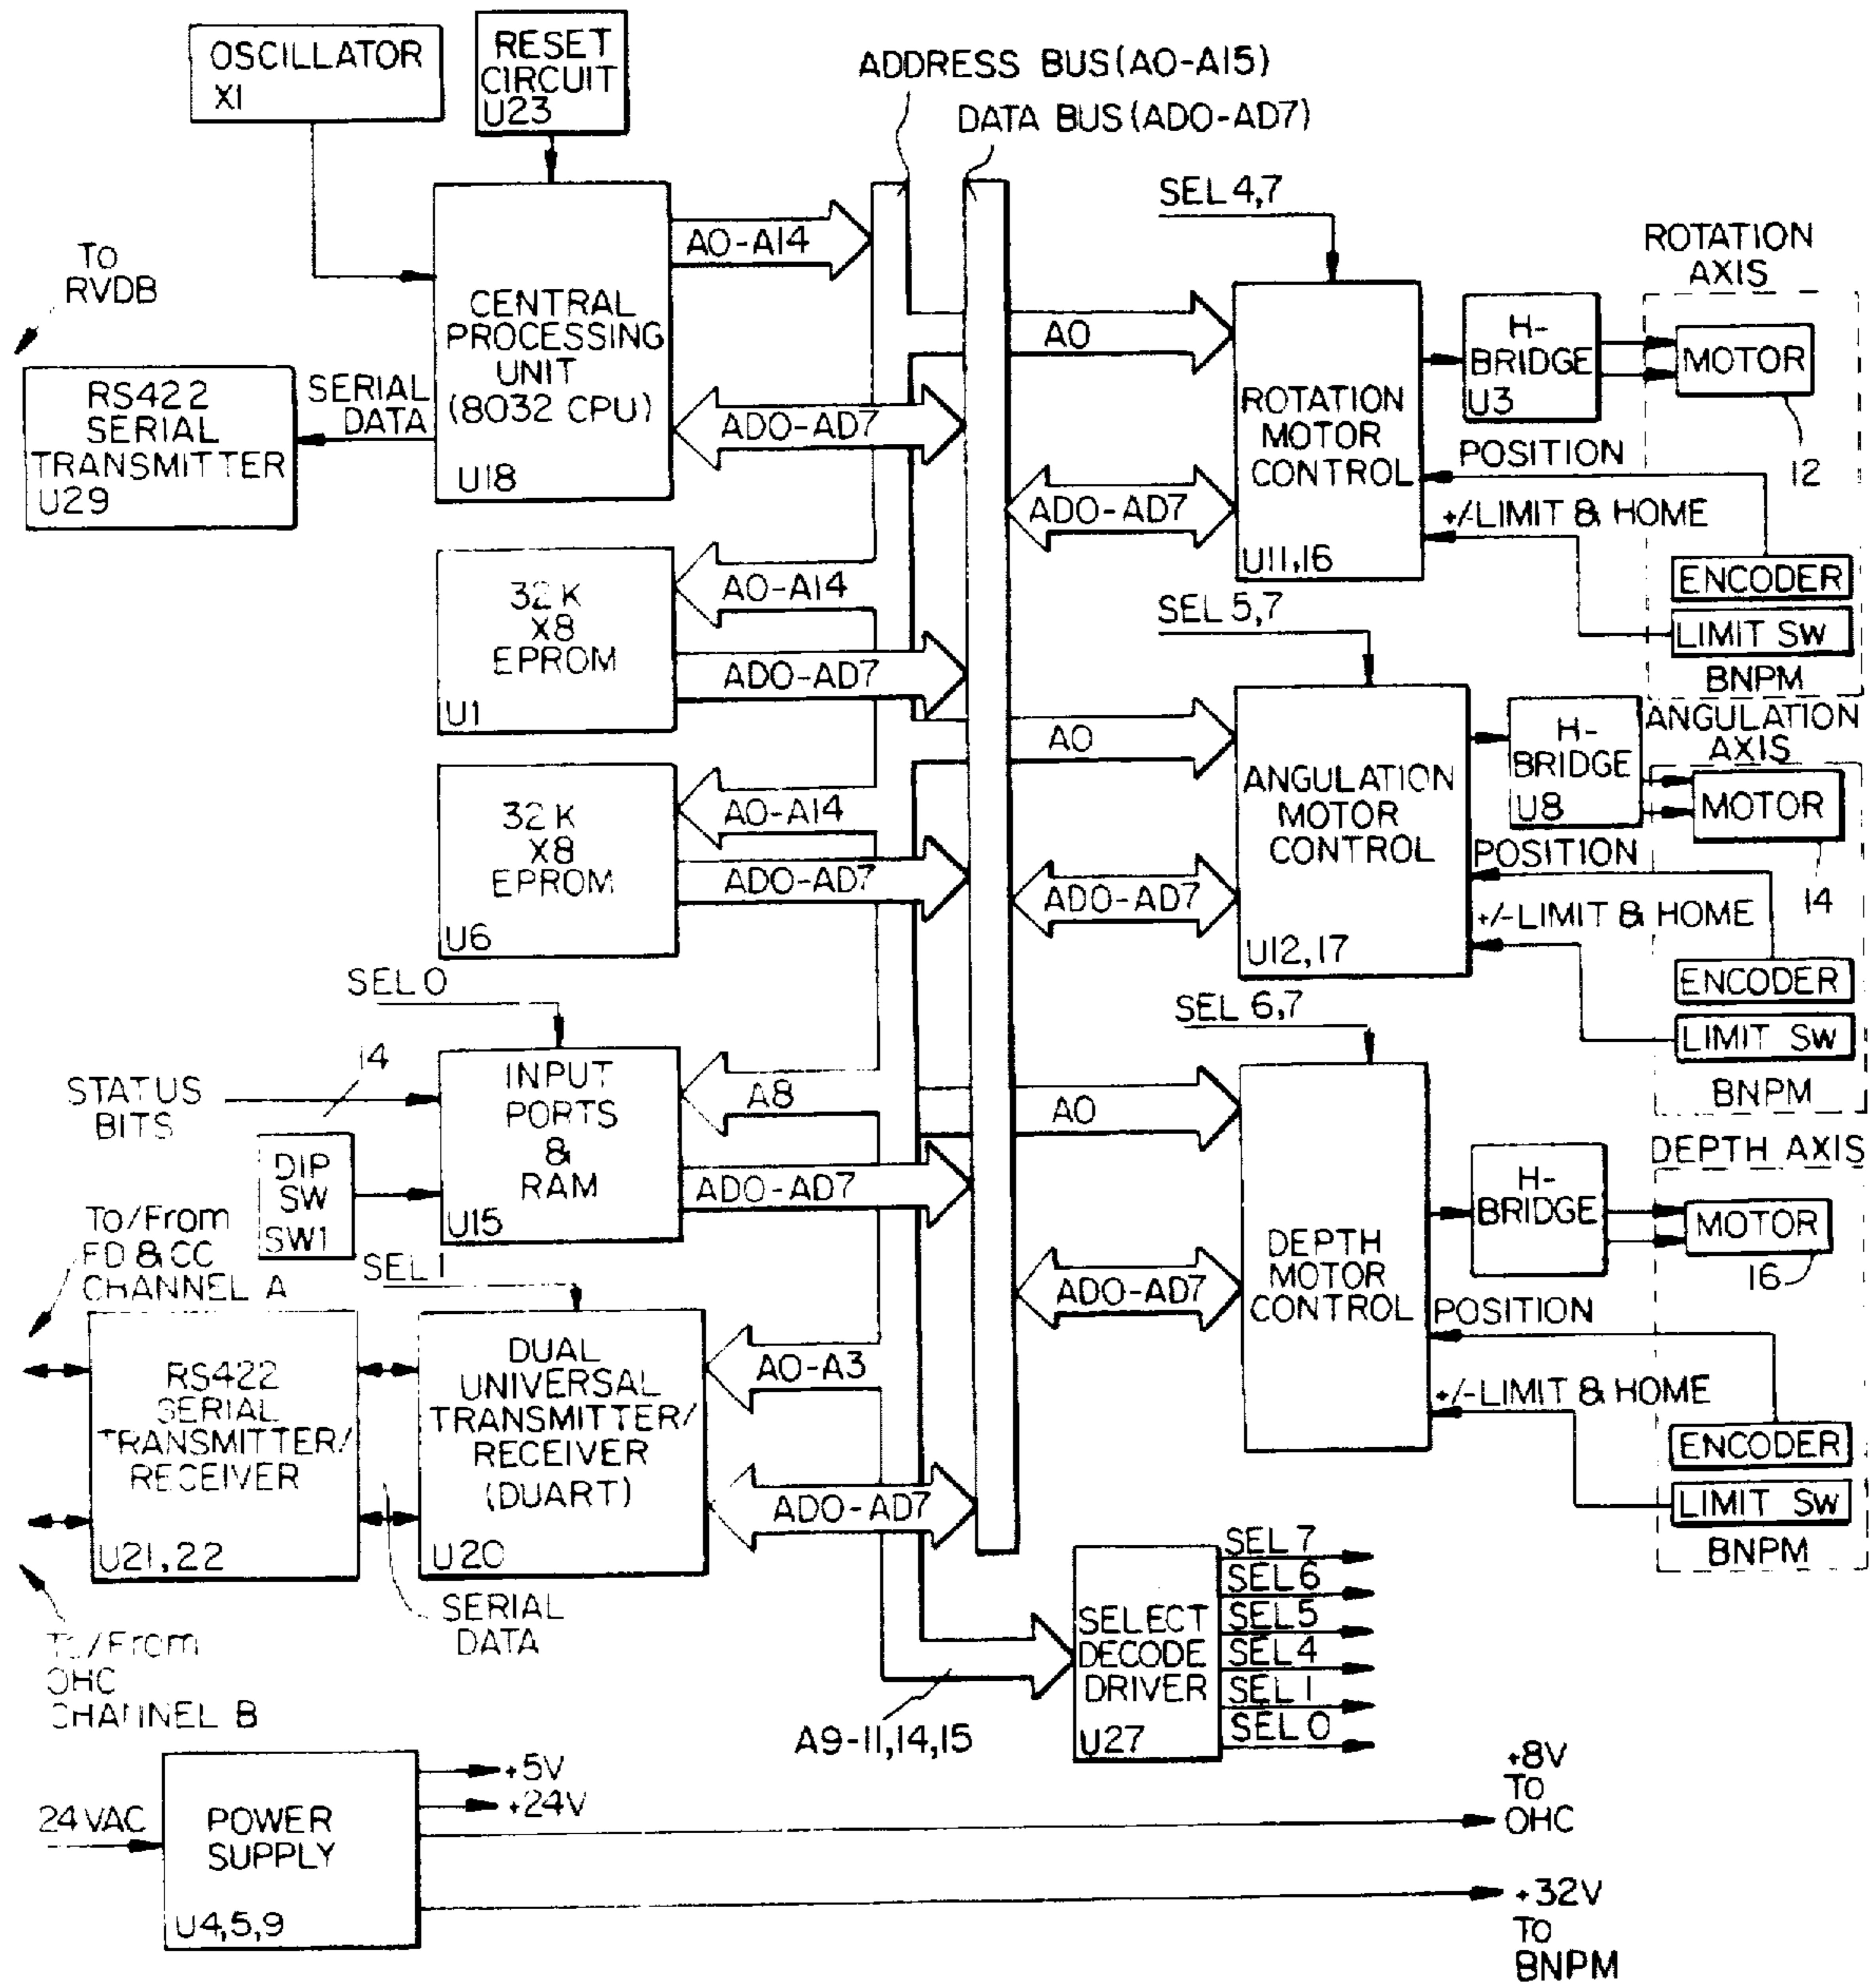 OSCILLATOR
X1
RESET
CIRCUIT
U23
ADDRESS BUS(A0-A15)
DATA BUS(AD0-AD7)
To
RVDB
RS422
SERIAL
TRANSMITTER
U29
SERIAL
DATA
CENTRAL
PROCESSING
UNIT
(8032 CPU)
U18
A0-A14
AD0-AD7
32K
X8
EPROM
U1
A0-A14
AD0-AD7
32K
X8
EPROM
U6
A0-A14
AD0-AD7
SEL 0
14
STATUS
BITS
DIP
SW
SW1
INPUT
PORTS
&
RAM
U15
A8
AD0-AD7
To/From
FD & CC
CHANNEL A
SEL 1
RS422
SERIAL
TRANSMITTER/
RECEIVER
U21,22
DUAL
UNIVERSAL
TRANSMITTER/
RECEIVER
(DUART)
U20
A0-A3
AD0-AD7
SERIAL
DATA
To/From
OHC
CHANNEL B
SEL 4,7
A0
AD0-AD7
ROTATION
MOTOR
CONTROL
U11,16
H-
BRIDGE
U3
ROTATION
AXIS
MOTOR
12
POSITION
+/-LIMIT & HOME
ENCODER
LIMIT SW
BNPM
SEL 5,7
A0
AD0-AD7
ANGULATION
MOTOR
CONTROL
U12,17
H-
BRIDGE
U8
ANGULATION
AXIS
MOTOR
14
POSITION
+/-LIMIT & HOME
ENCODER
LIMIT SW
BNPM
SEL 6,7
A0
AD0-AD7
DEPTH
MOTOR
CONTROL
H-
BRIDGE
DEPTH AXIS
MOTOR
16
POSITION
+/-LIMIT & HOME
ENCODER
LIMIT SW
BNPM
A9-11,14,15
SELECT
DECODE
DRIVER
U27
SEL 7
SEL 6
SEL 5
SEL 4
SEL 1
SEL 0
24VAC
POWER
SUPPLY
U4,5,9
+5V
+24V
+8V
TO
OHC
+32V
TO
BNPM